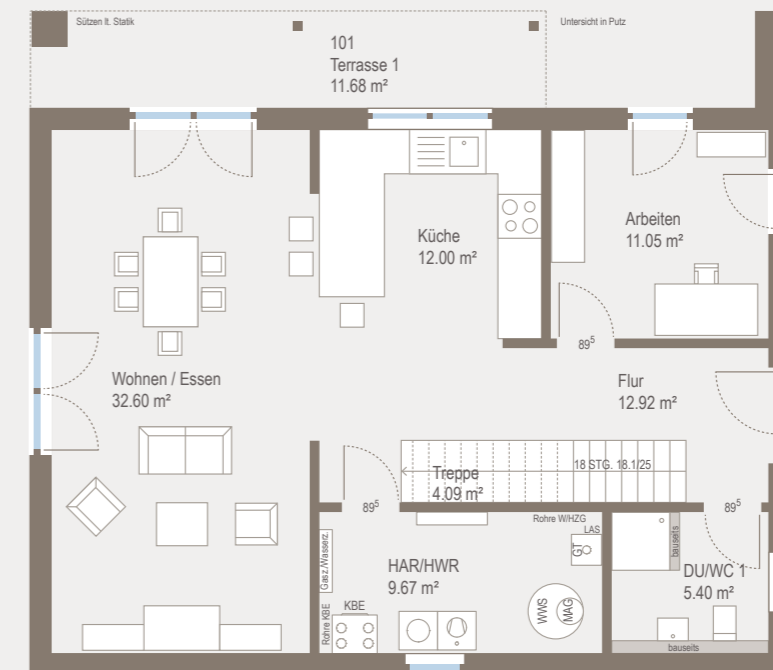 Sützen lt. Statik
Untersicht in Putz
101
Terrasse 1
11.68 m²
Küche
12.00 m²
Arbeiten
11.05 m²
89⁵
Wohnen / Essen
32.60 m²
Flur
12.92 m²
Treppe
4.09 m²
18 STG. 18.1/25
89⁵
89⁵
Rohre W/HZG
LAS
GT
bauseits
Gasz./Wasserz.
HAR/HWR
9.67 m²
DU/WC 1
5.40 m²
Rohre KBE
KBE
WWS
MAG
bauseits